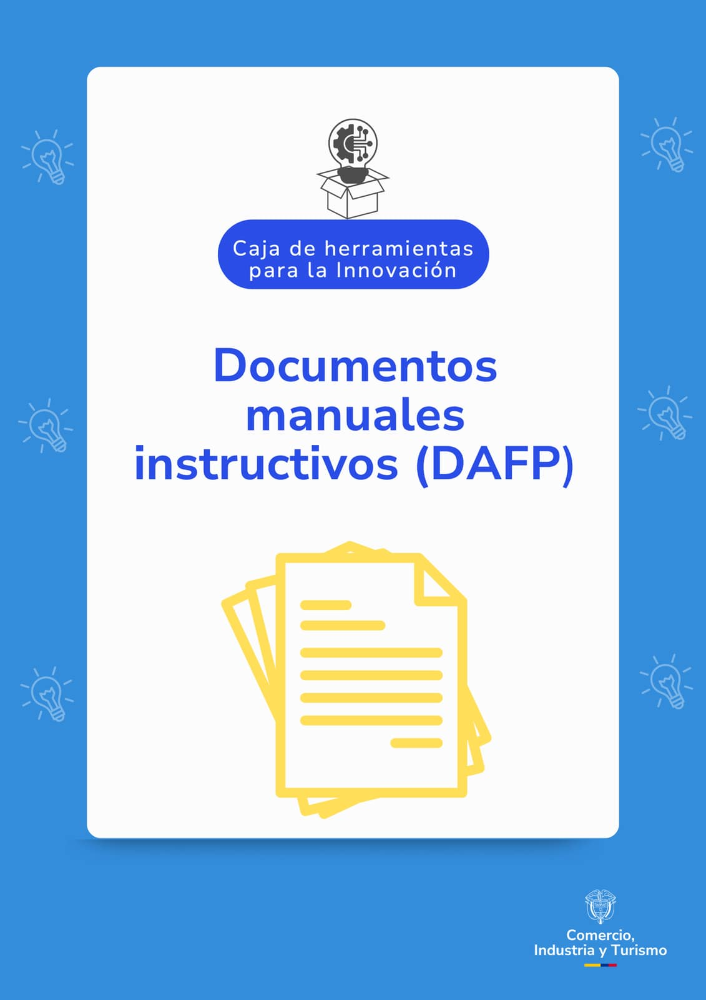 Caja de herramientas
para la Innovación
Documentos
manuales
instructivos (DAFP)
Comercio,
Industria y Turismo